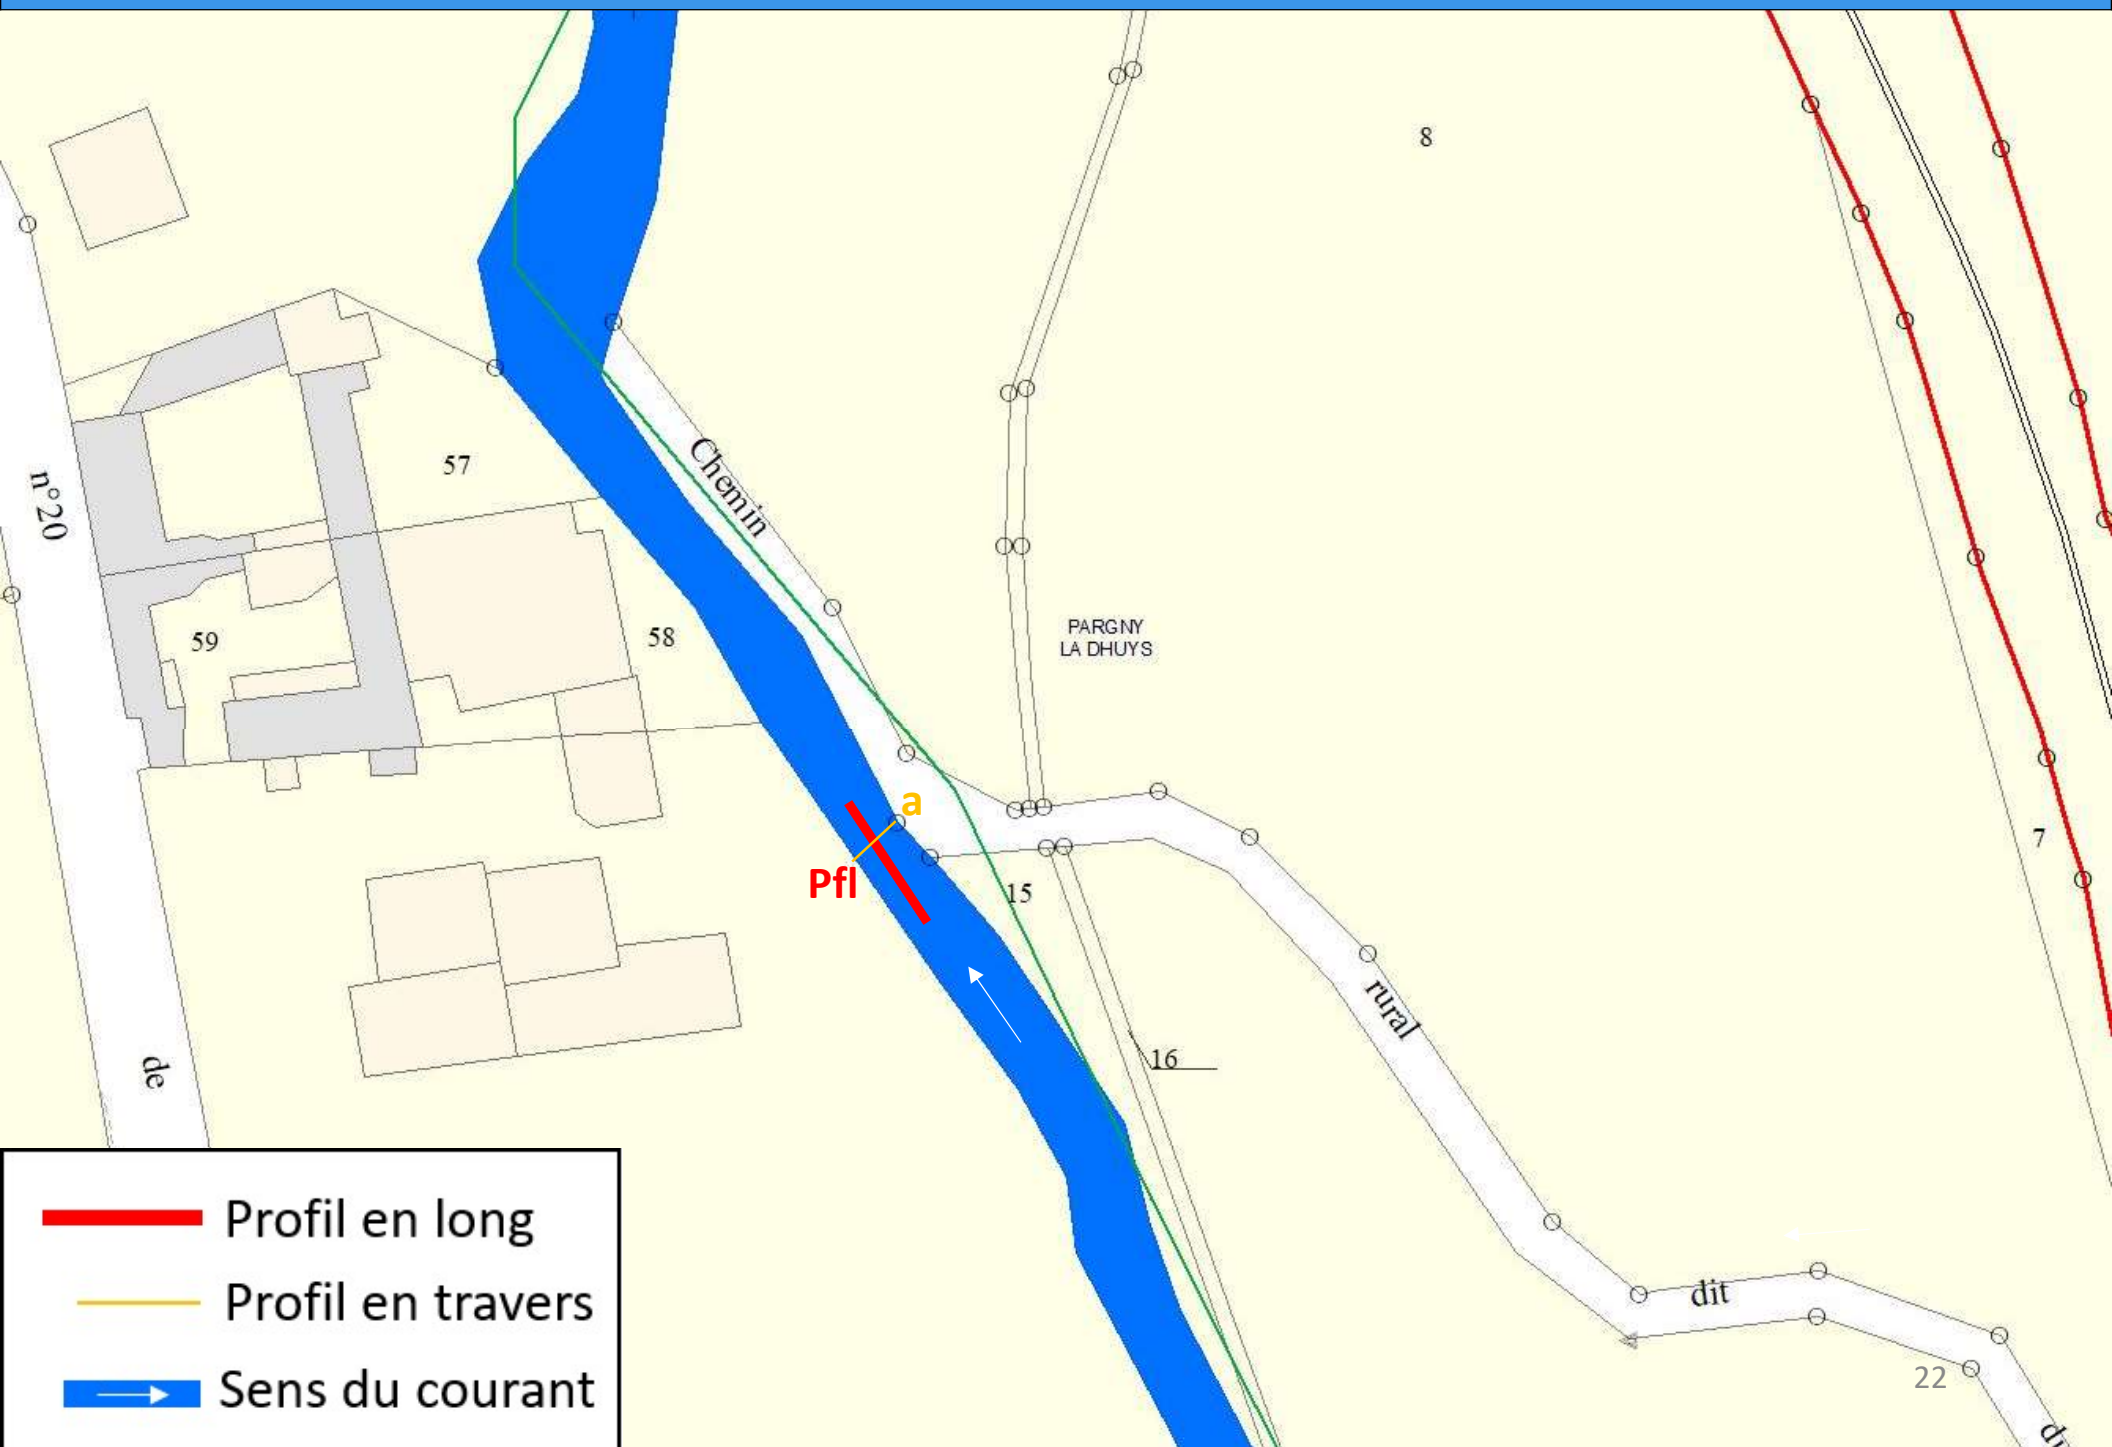 8
Chemin
57
n°20
PARGNY
LA DHUYS
59
58
a
7
Pfl
15
rural
16
de
Profil en long
Profil en travers
Sens du courant
dit
22